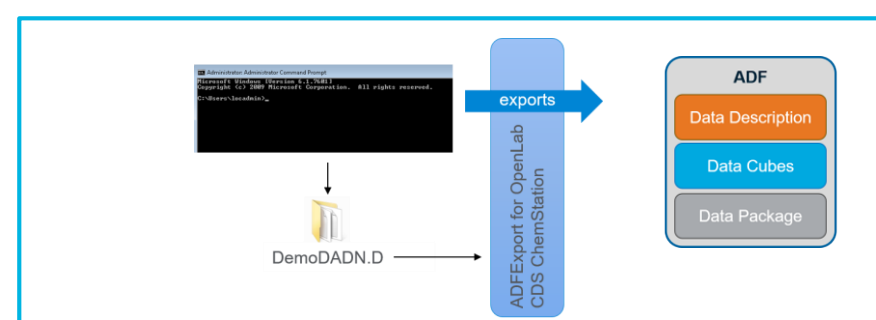 Administrator: Administrator Command Prompt
Microsoft Windows [Version 6.1.7601]
Copyright (c) 2009 Microsoft Corporation.  All rights reserved.
C:\Users\locadmin>_
exports
ADFExport for OpenLab
CDS ChemStation
DemoDADN.D
ADF
Data Description
Data Cubes
Data Package